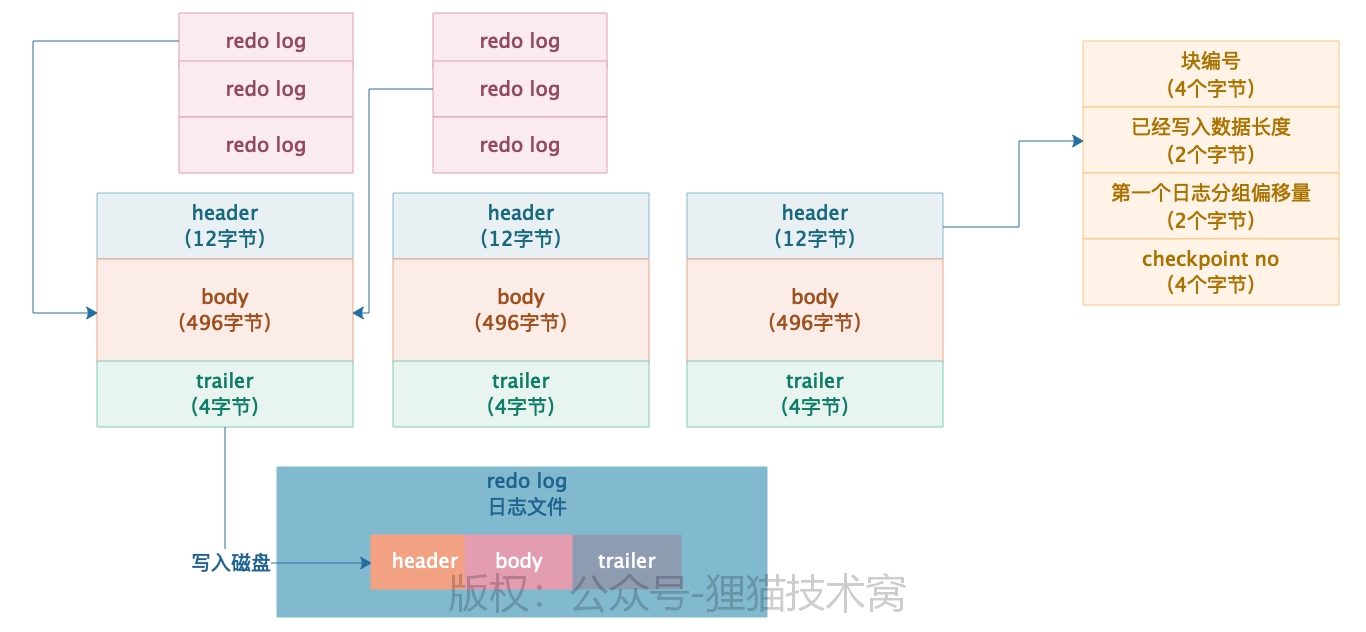 redo log
redo log
redo log
redo log
redo log
redo log
header
(12字节)
body
(496字节)
trailer
(4字节)
header
(12字节)
body
(496字节)
trailer
(4字节)
header
(12字节)
body
(496字节)
trailer
(4字节)
块编号
(4个字节)
已经写入数据长度
(2个字节)
第一个日志分组偏移量
(2个字节)
checkpoint no
(4个字节)
写入磁盘
redo log
日志文件
header
body
trailer
版权：公众号-狸猫技术窝